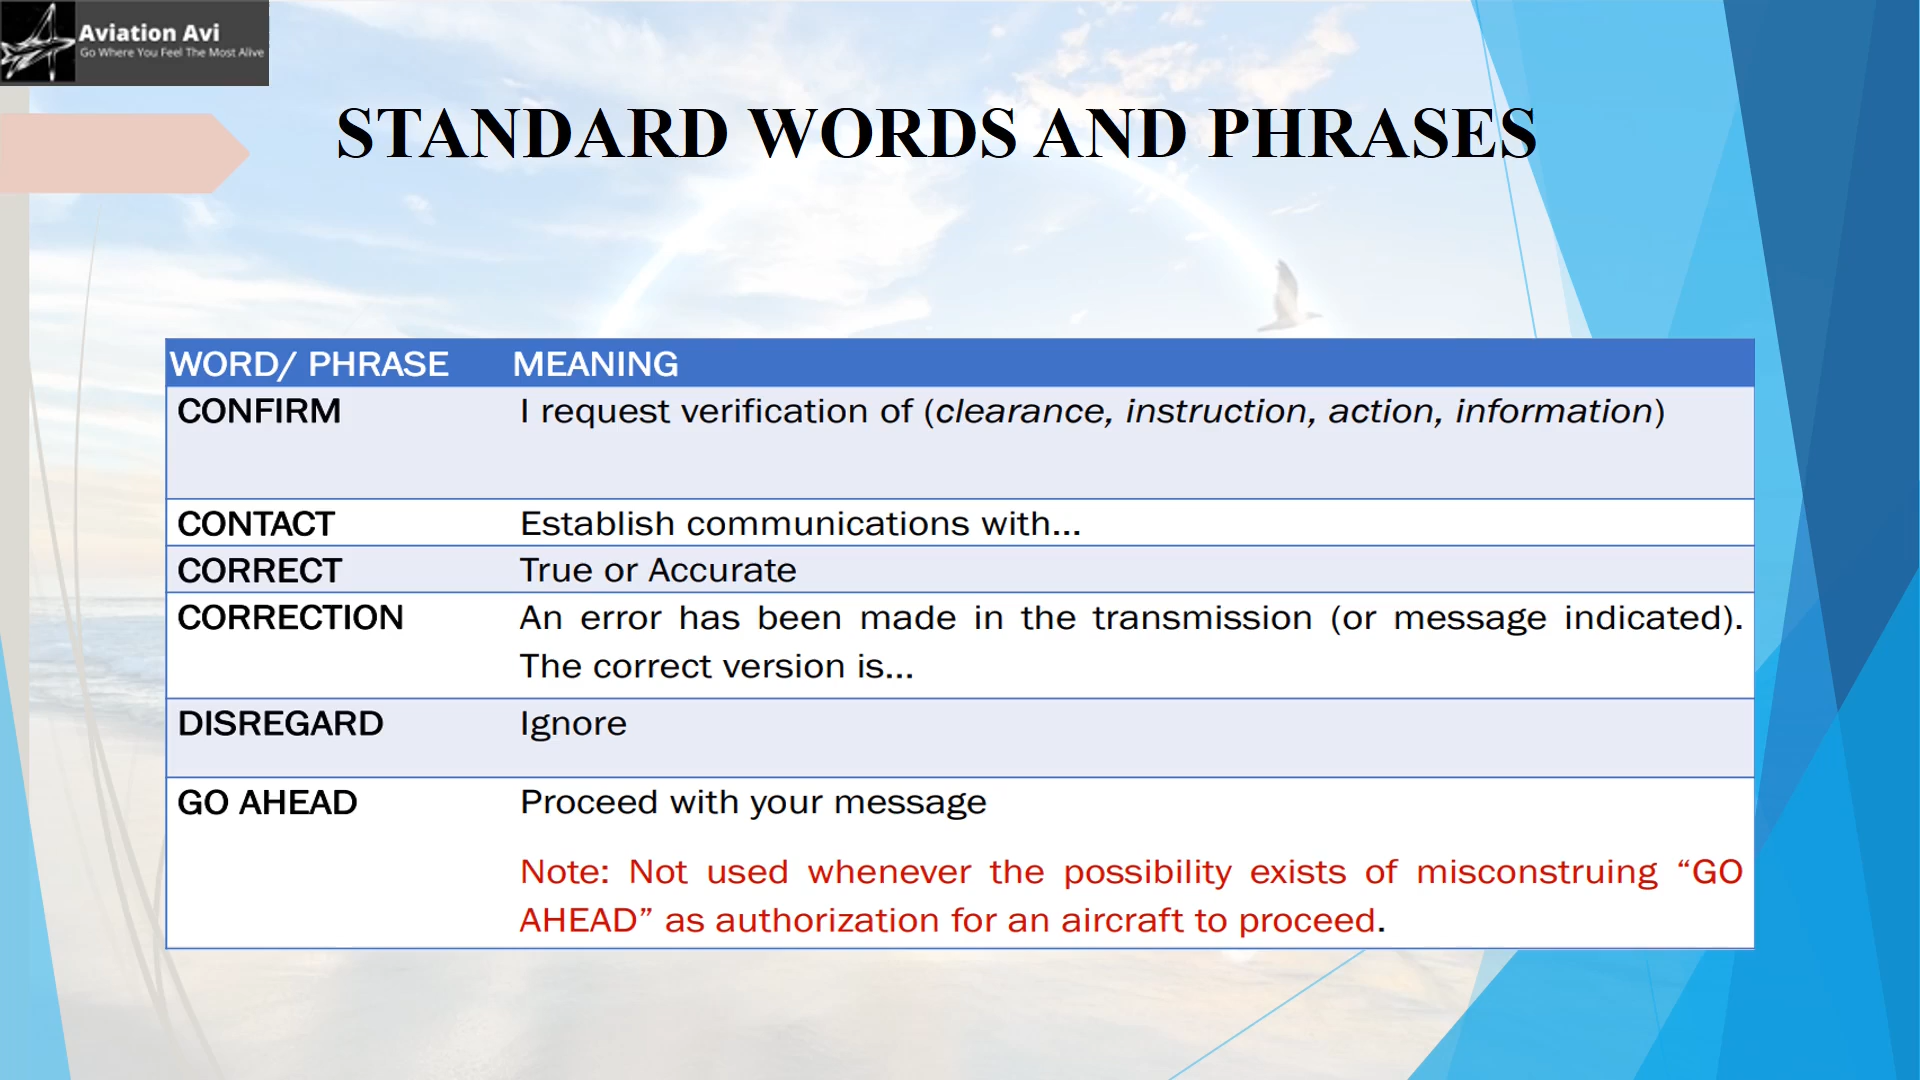 Aviation Avi
Go Where You Feel The Most Alive
STANDARD WORDS AND PHRASES
WORD/ PHRASE MEANING
CONFIRM I request verification of (clearance, instruction, action, information)
CONTACT Establish communications with...
CORRECT True or Accurate
CORRECTION An error has been made in the transmission (or message indicated).
The correct version is...
DISREGARD Ignore
GO AHEAD Proceed with your message
Note: Not used whenever the possibility exists of misconstruing “GO
AHEAD” as authorization for an aircraft to proceed.